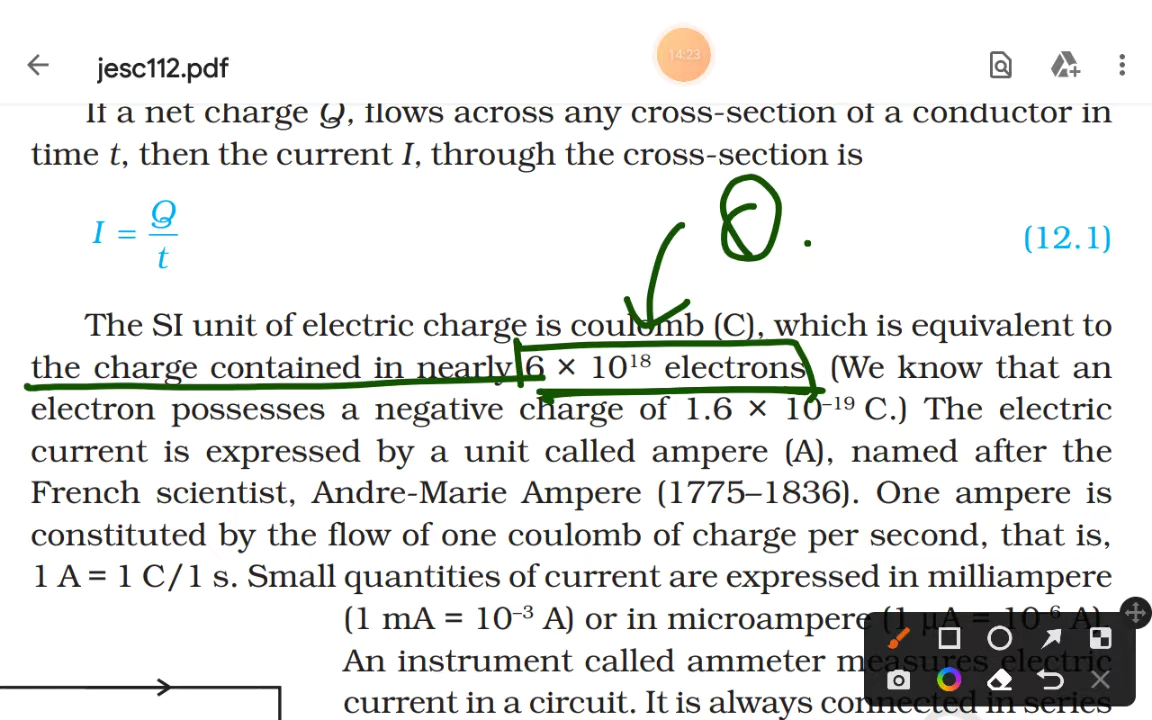 14:23
jesc112.pdf
If a net charge Q, flows across any cross-section of a conductor in
time t, then the current I, through the cross-section is
Q.
I = Q/t (12.1)
The SI unit of electric charge is coulomb (C), which is equivalent to
the charge contained in nearly 6 × 10¹⁸ electrons. (We know that an
electron possesses a negative charge of 1.6 × 10⁻¹⁹ C.) The electric
current is expressed by a unit called ampere (A), named after the
French scientist, Andre-Marie Ampere (1775–1836). One ampere is
constituted by the flow of one coulomb of charge per second, that is,
1 A = 1 C/1 s. Small quantities of current are expressed in milliampere
(1 mA = 10⁻³ A) or in microampere (1 μA = 10⁻⁶ A).
An instrument called ammeter measures electric
current in a circuit. It is always connected in series